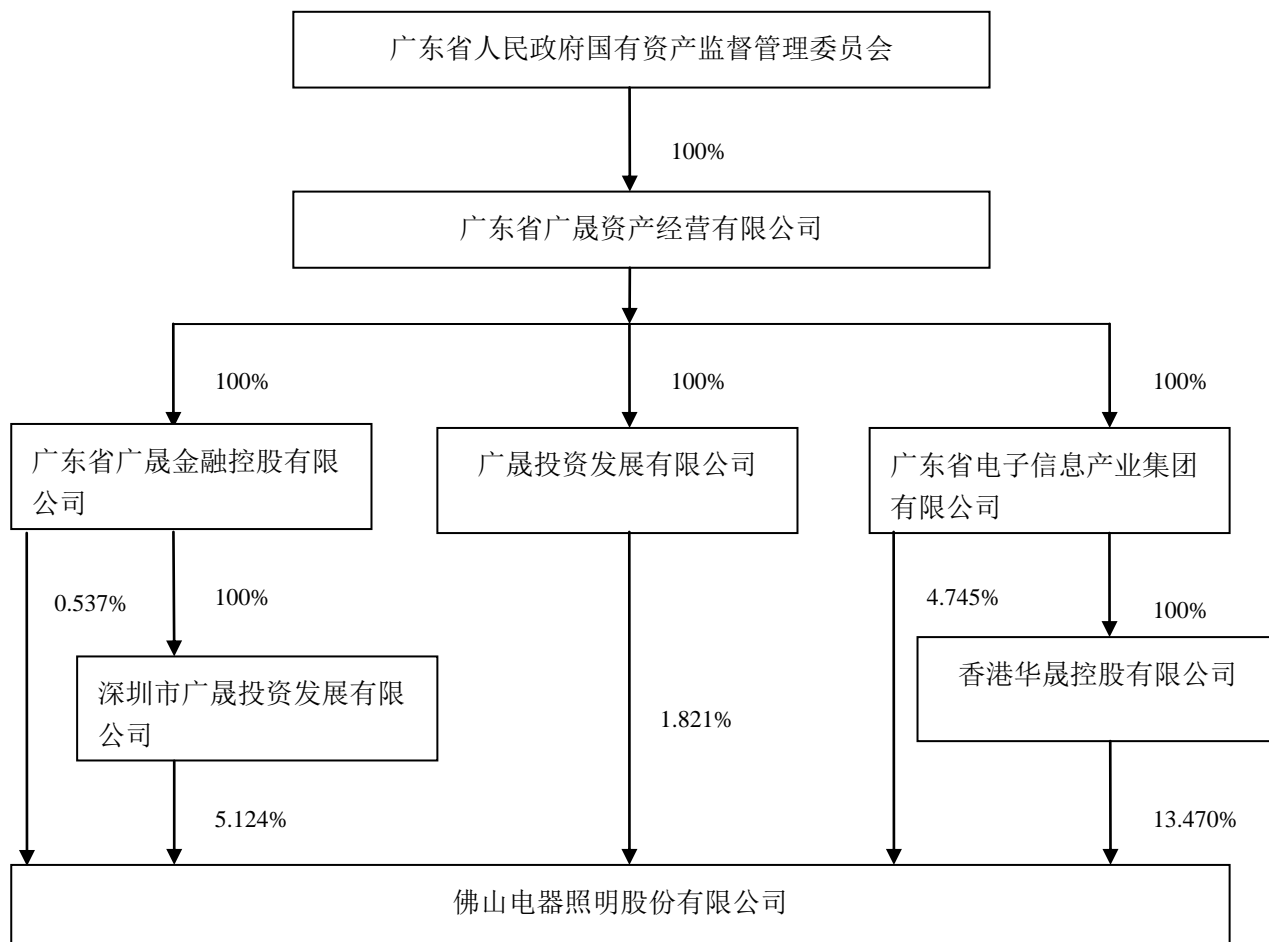 广东省人民政府国有资产监督管理委员会
100%
广东省广晟资产经营有限公司
100%
100%
100%
广东省广晟金融控股有限
公司
广晟投资发展有限公司
广东省电子信息产业集团
有限公司
0.537%
100%
4.745%
100%
深圳市广晟投资发展有限
公司
1.821%
香港华晟控股有限公司
5.124%
13.470%
佛山电器照明股份有限公司